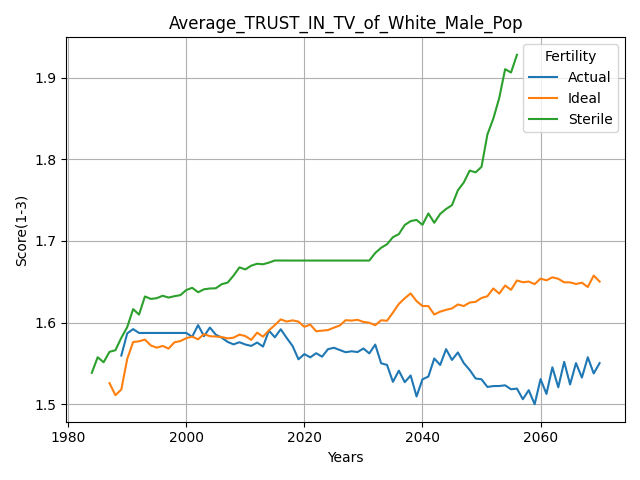 Average_TRUST_IN_TV_of_White_Male_Pop
Score(1-3)
1.9
1.8
1.7
1.6
1.5
Fertility
Actual
Ideal
Sterile
1980
2000
2020
2040
2060
Years